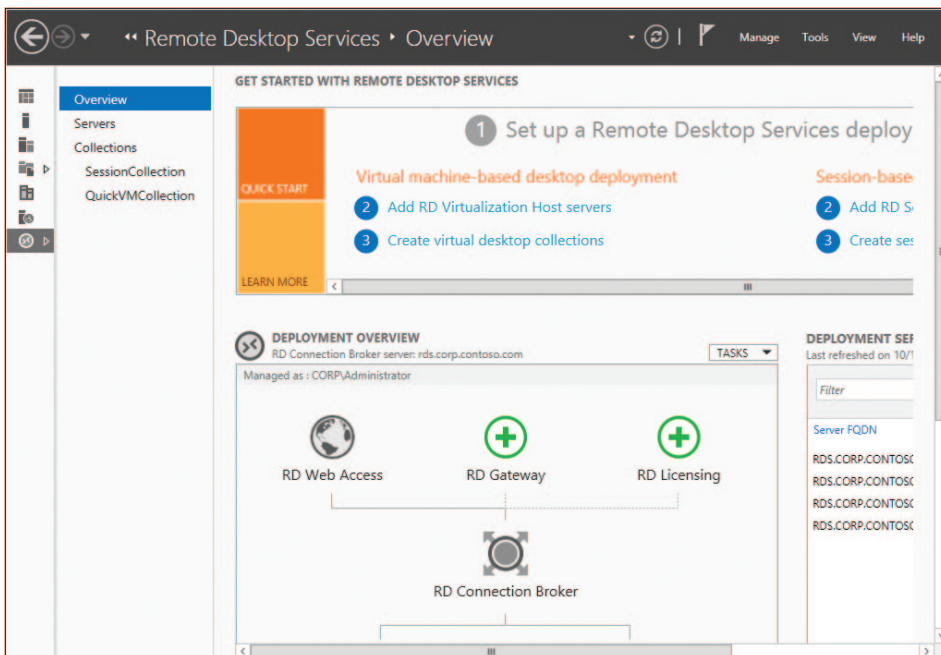 Remote Desktop Services Overview
Manage Tools View Help
Overview
Servers
Collections
SessionCollection
QuickVMCollection
GET STARTED WITH REMOTE DESKTOP SERVICES
QUICK START
LEARN MORE
1 Set up a Remote Desktop Services deploy
Virtual machine-based desktop deployment
2 Add RD Virtualization Host servers
3 Create virtual desktop collections
Session-base
2 Add RD S
3 Create ses
DEPLOYMENT OVERVIEW
RD Connection Broker server: rds.corp.contoso.com
TASKS
Managed as : CORP\Administrator
RD Web Access
RD Gateway
RD Licensing
RD Connection Broker
DEPLOYMENT SER
Last refreshed on 10/1
Filter
Server FQDN
RDS.CORP.CONTOSO
RDS.CORP.CONTOSO
RDS.CORP.CONTOSO
RDS.CORP.CONTOSO